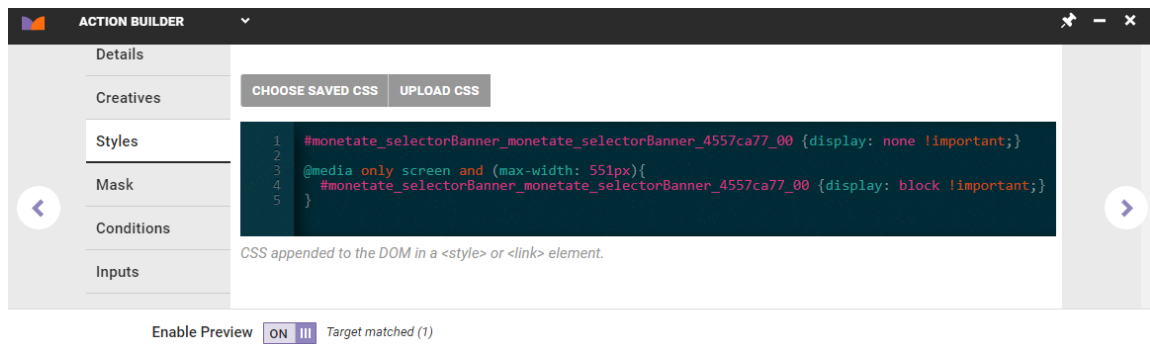 ACTION BUILDER
Details
Creatives
Styles
Mask
Conditions
Inputs
CHOOSE SAVED CSS UPLOAD CSS
1 #monetate_selectorBanner_monetate_selectorBanner_4557ca77_00 {display: none !important;}
2
3 @media only screen and (max-width: 551px){
4 #monetate_selectorBanner_monetate_selectorBanner_4557ca77_00 {display: block !important;}
5 }
CSS appended to the DOM in a <style> or <link> element.
Enable Preview ON Target matched (1)